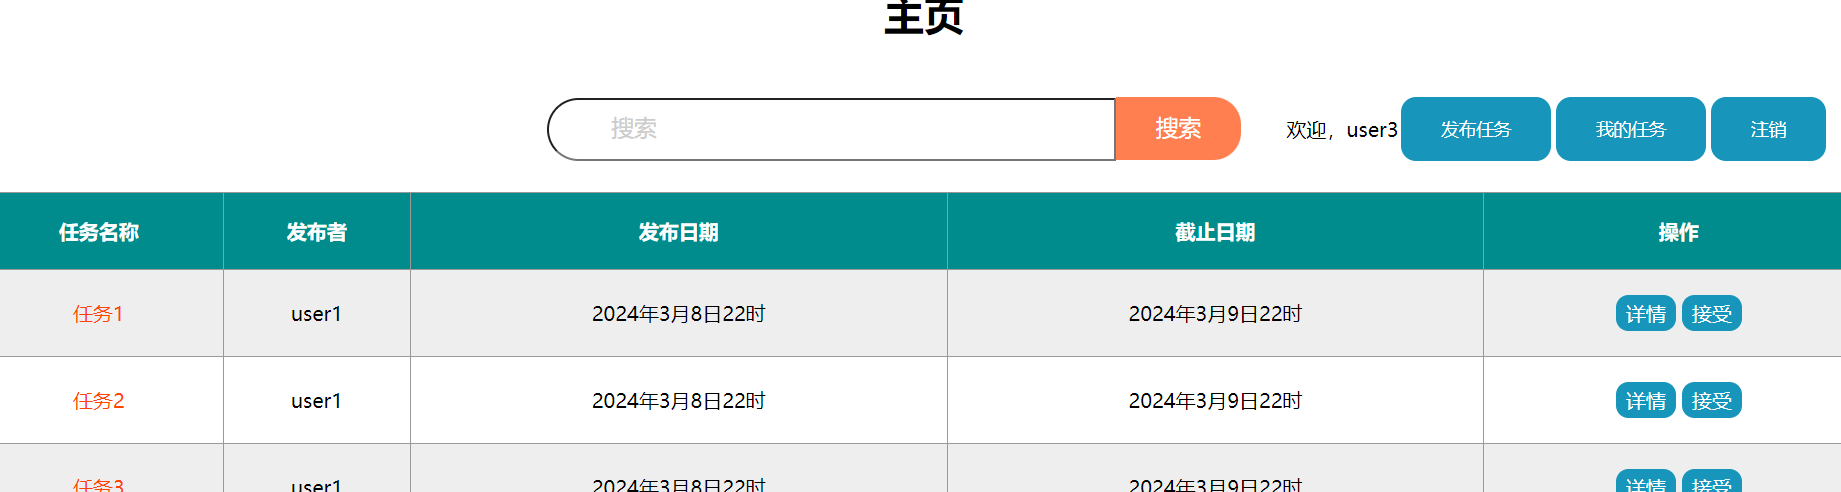 主页
搜索 搜索 欢迎，user3 发布任务 我的任务 注销
任务名称 发布者 发布日期 截止日期 操作
任务1 user1 2024年3月8日22时 2024年3月9日22时 详情 接受
任务2 user1 2024年3月8日22时 2024年3月9日22时 详情 接受
任务3 user1 2024年3月8日22时 2024年3月9日22时 详情 接受